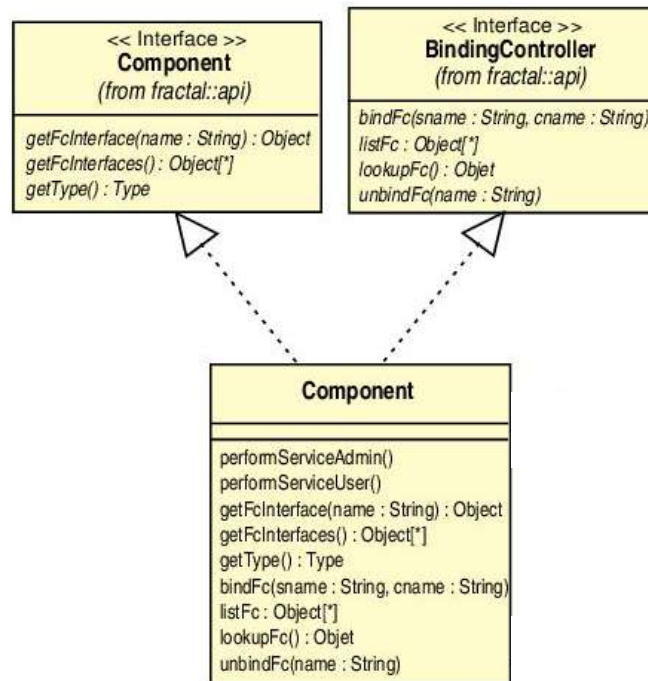 << Interface >>
Component
(from fractal::api)
getFcInterface(name : String) : Object
getFcInterfaces() : Object[*]
getType() : Type
<< Interface >>
BindingController
(from fractal::api)
bindFc(sname : String, cname : String)
listFc : Object[*]
lookupFc() : Objet
unbindFc(name : String)
Component
performServiceAdmin()
performServiceUser()
getFcInterface(name : String) : Object
getFcInterfaces() : Object[*]
getType() : Type
bindFc(sname : String, cname : String)
listFc : Object[*]
lookupFc() : Objet
unbindFc(name : String)